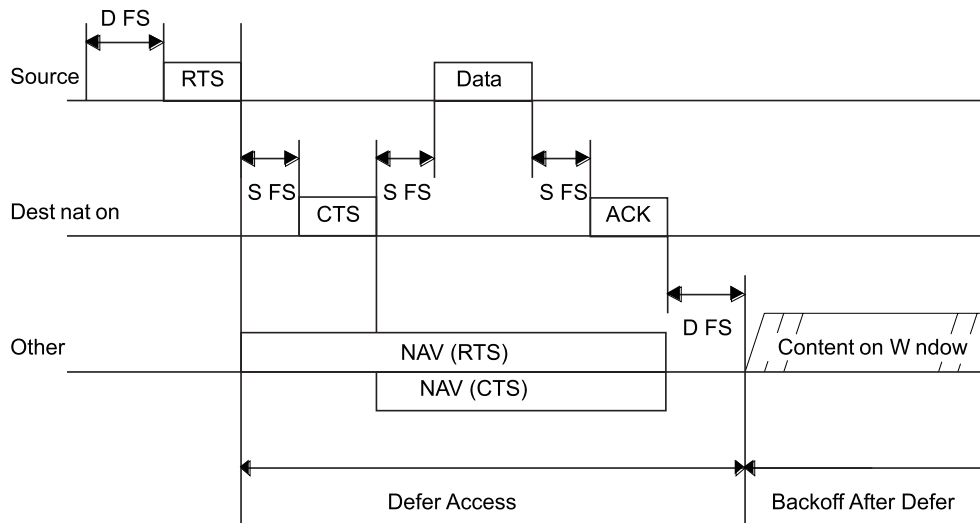 D FS
Source
RTS
Data
S FS
S FS
S FS
Dest nat on
CTS
ACK
D FS
Other
NAV (RTS)
Content on W ndow
NAV (CTS)
Defer Access
Backoff After Defer